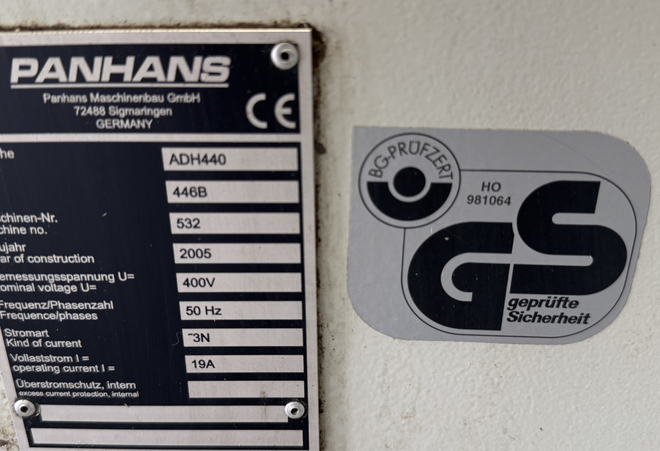 PANHANS
Panhans Maschinenbau GmbH
72488 Sigmaringen
GERMANY
CE
he
ADH440
446B
chinen-Nr.
chine no.
532
ujahr
ar of construction
2005
emessungsspannung U=
ominal voltage U=
400V
Frequenz/Phasenzahl
Frequence/phases
50 Hz
Stromart
Kind of current
~3N
Vollaststrom I =
operating current I =
19A
Überstromschutz, intern
excess current protection, internal
BG-PRÜFZERT
HO
981064
GS
geprüfte
Sicherheit